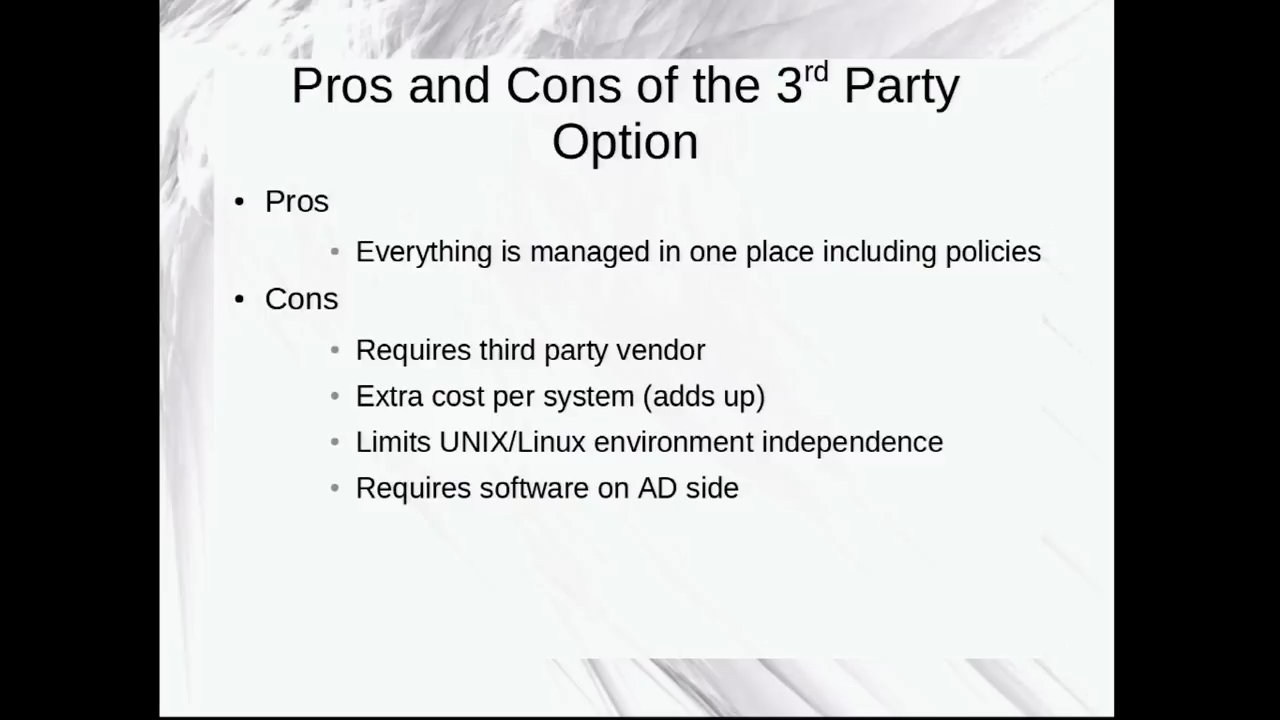 Pros and Cons of the 3rd Party
Option
• Pros
• Everything is managed in one place including policies
• Cons
• Requires third party vendor
• Extra cost per system (adds up)
• Limits UNIX/Linux environment independence
• Requires software on AD side